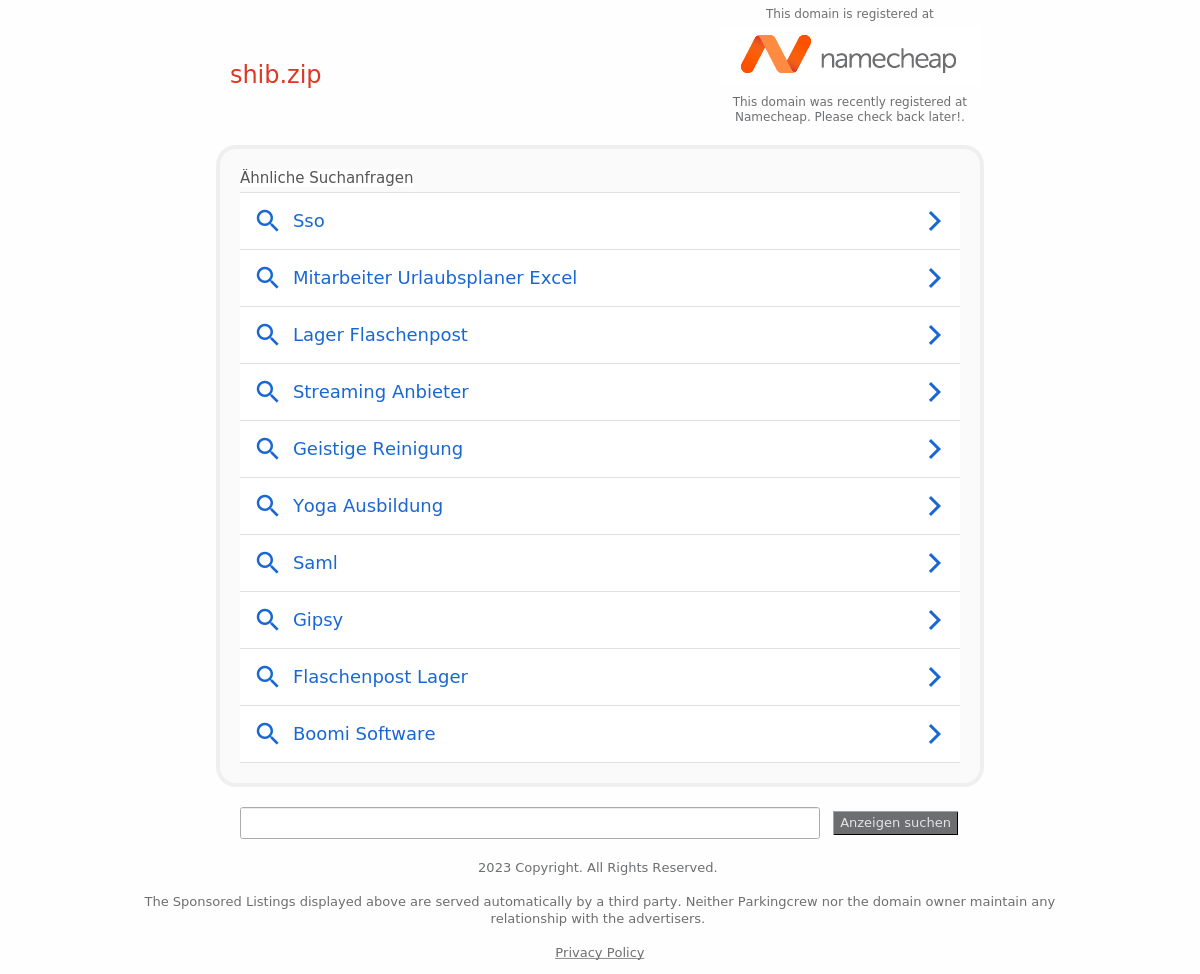 This domain is registered at
namecheap
shib.zip
This domain was recently registered at
Namecheap. Please check back later!.
Ähnliche Suchanfragen
Sso
Mitarbeiter Urlaubsplaner Excel
Lager Flaschenpost
Streaming Anbieter
Geistige Reinigung
Yoga Ausbildung
Saml
Gipsy
Flaschenpost Lager
Boomi Software
Anzeigen suchen
2023 Copyright. All Rights Reserved.
The Sponsored Listings displayed above are served automatically by a third party. Neither Parkingcrew nor the domain owner maintain any
relationship with the advertisers.
Privacy Policy